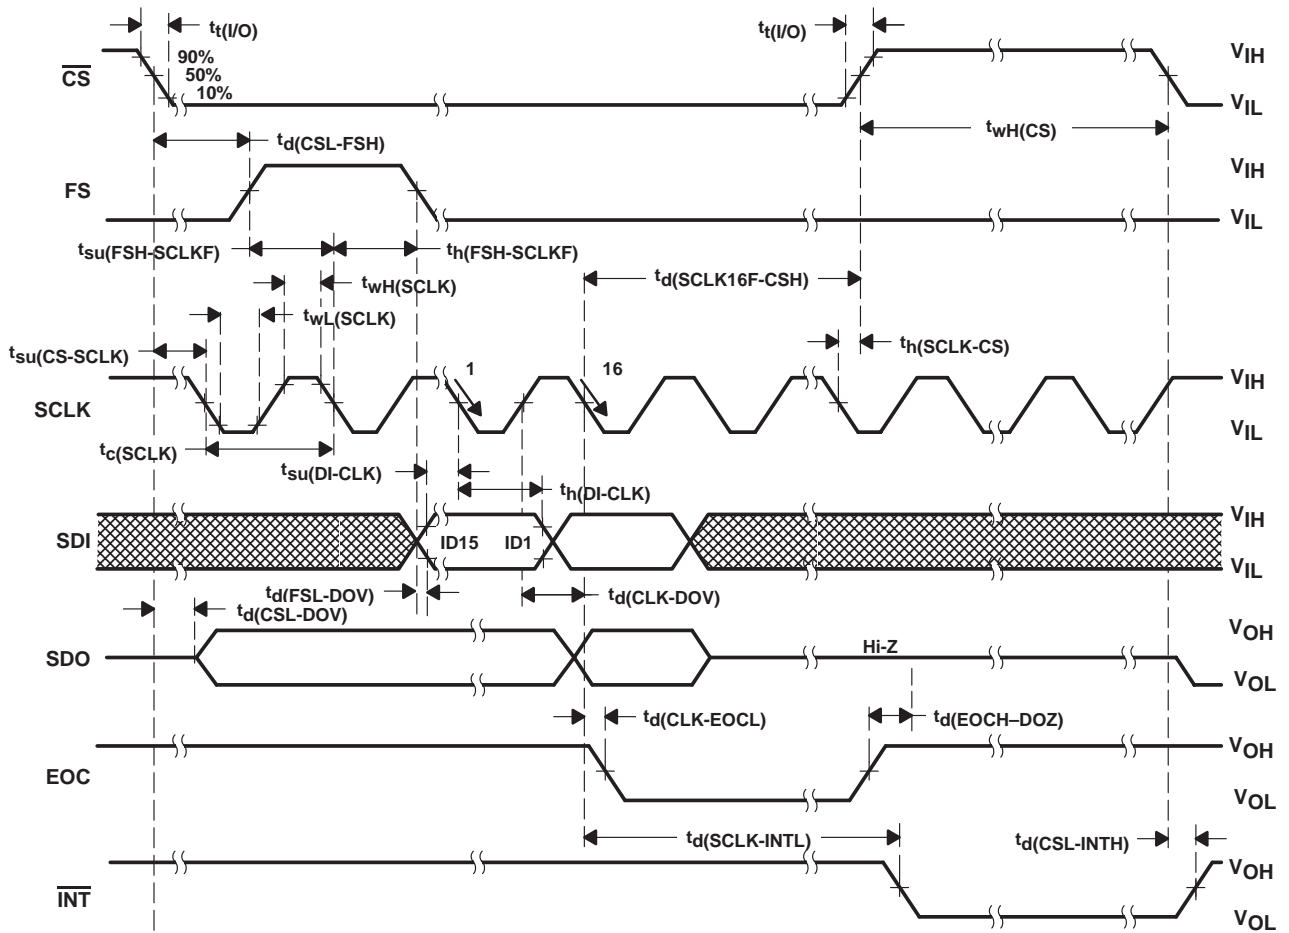 tt(I/O) tt(I/O)
90%
50%
10%
CS VIH
VIL
td(CSL-FSH) twH(CS)
FS VIH
VIL
tsu(FSH-SCLKF) th(FSH-SCLKF)
twH(SCLK) td(SCLK16F-CSH)
twL(SCLK)
tsu(CS-SCLK) th(SCLK-CS)
1 16
SCLK VIH
VIL
tc(SCLK)
tsu(DI-CLK)
th(DI-CLK)
SDI ID15 ID1 VIH
VIL
td(FSL-DOV) td(CLK-DOV)
td(CSL-DOV)
SDO Hi-Z VOH
VOL
td(CLK-EOCL) td(EOCH–DOZ)
EOC VOH
VOL
td(SCLK-INTL) td(CSL-INTH)
INT VOH
VOL